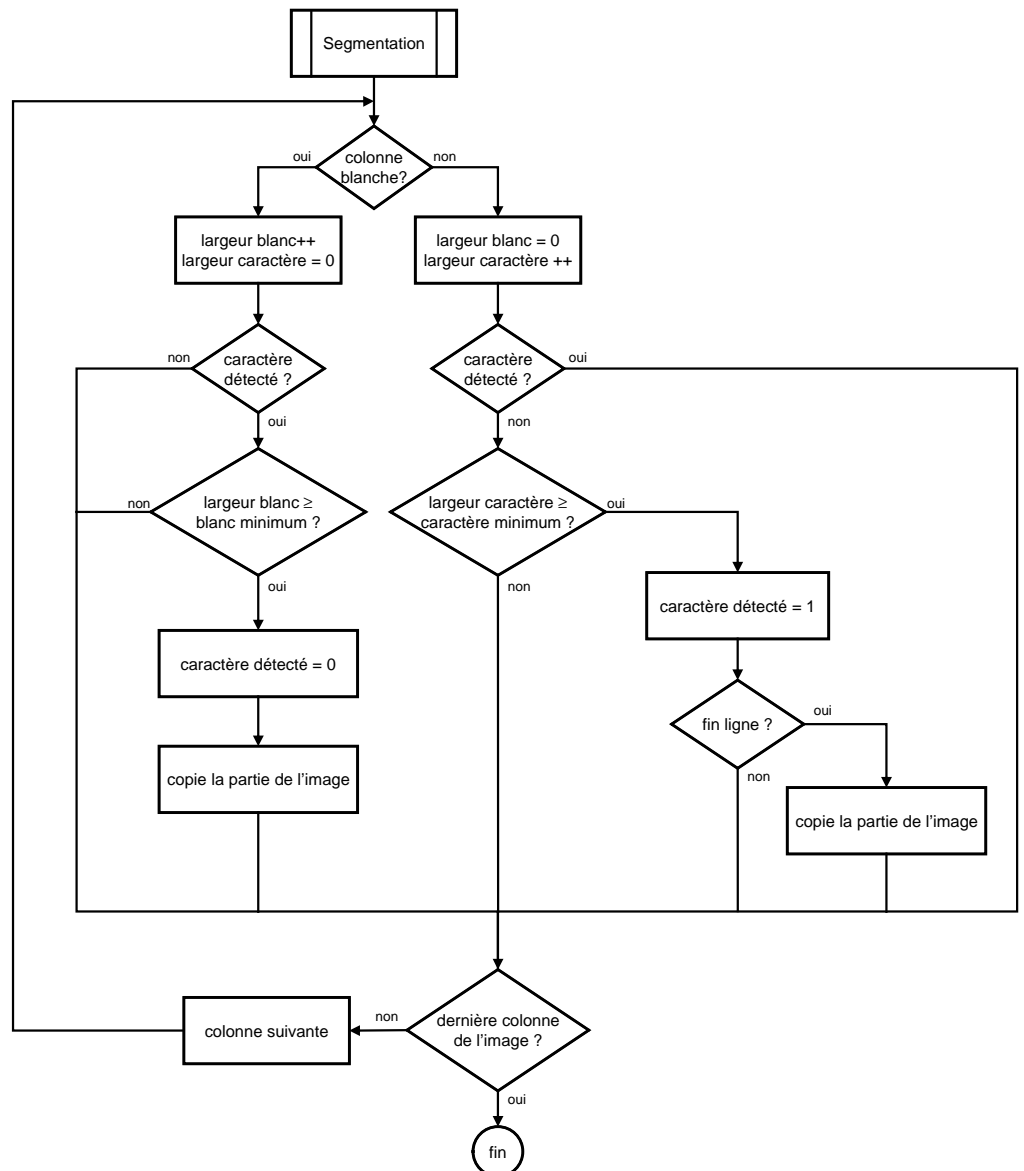 Segmentation
oui
colonne
blanche?
non
largeur blanc++
largeur caractère = 0
largeur blanc = 0
largeur caractère ++
non
caractère
détecté ?
oui
caractère
détecté ?
oui
non
non
largeur blanc ≥
blanc minimum ?
oui
largeur caractère ≥
caractère minimum ?
oui
non
caractère détecté = 1
caractère détecté = 0
fin ligne ?
oui
non
copie la partie de l’image
copie la partie de l’image
colonne suivante
non
dernière colonne
de l’image ?
oui
fin